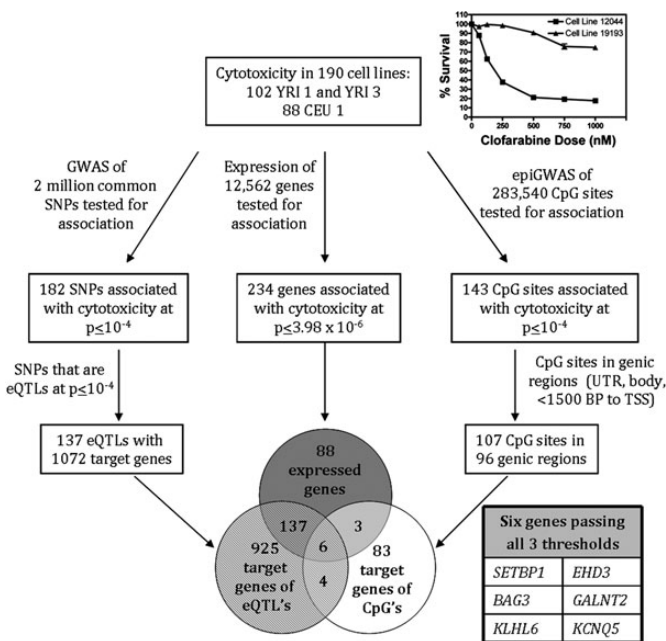 Cytotoxicity in 190 cell lines:
102 YRI 1 and YRI 3
88 CEU 1
% Survival
110
100
90
80
70
60
50
40
30
20
10
0
Cell Line 12044
Cell Line 19193
0
250
500
750
1000
Clofarabine Dose (nM)
GWAS of
2 million common
SNPs tested for
association
Expression of
12,562 genes
tested for
association
epiGWAS of
283,540 CpG sites
tested for association
182 SNPs associated
with cytotoxicity at
p≤10⁻⁴
234 genes associated
with cytotoxicity at
p≤3.98 x 10⁻⁶
143 CpG sites associated
with cytotoxicity at
p≤10⁻⁴
SNPs that are
eQTLs at p≤10⁻⁴
CpG sites in genic
regions (UTR, body,
<1500 BP to TSS)
137 eQTLs with
1072 target genes
107 CpG sites in
96 genic regions
88
expressed
genes
137
3
6
4
925
target
genes of
eQTL's
83
target
genes of
CpG's
Six genes passing
all 3 thresholds
SETBP1
EHD3
BAG3
GALNT2
KLHL6
KCNQ5